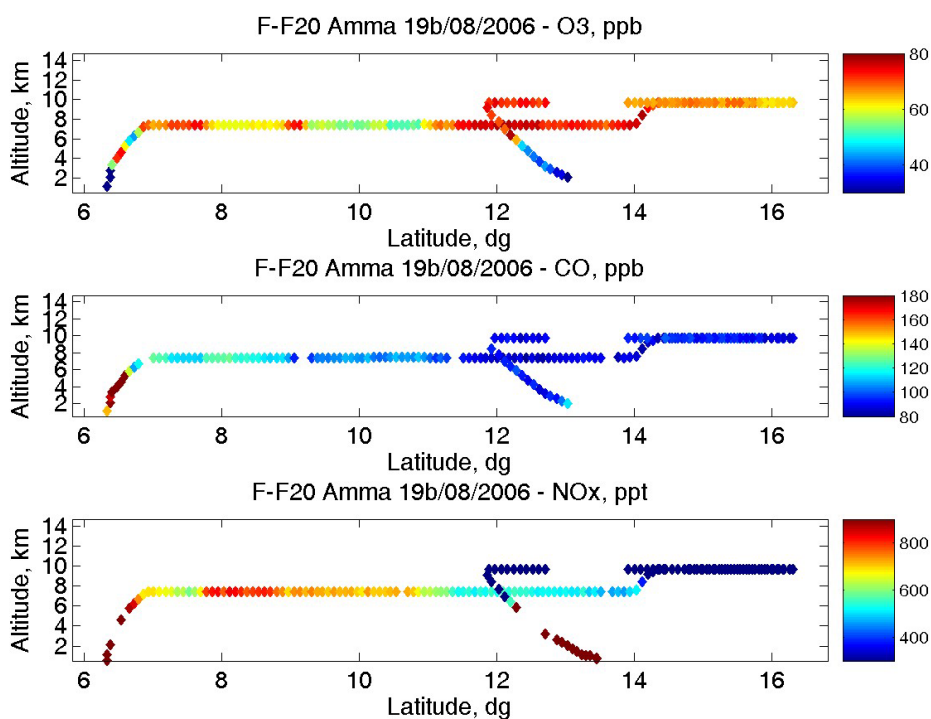 F-F20 Amma 19b/08/2006 - O3, ppb
Altitude, km
14
12
10
8
6
4
2
6 8 10 12 14 16
Latitude, dg
80
60
40
F-F20 Amma 19b/08/2006 - CO, ppb
Altitude, km
14
12
10
8
6
4
2
6 8 10 12 14 16
Latitude, dg
180
160
140
120
100
80
F-F20 Amma 19b/08/2006 - NOx, ppt
Altitude, km
14
12
10
8
6
4
2
6 8 10 12 14 16
Latitude, dg
800
600
400